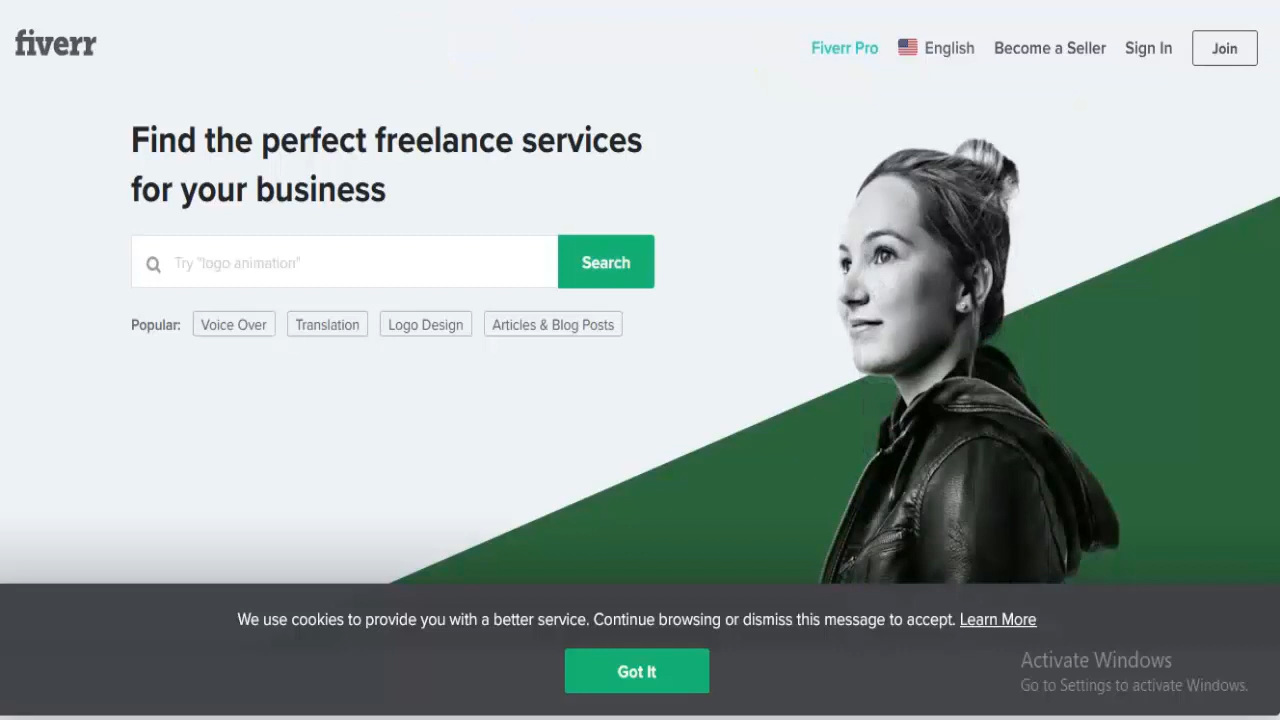 fiverr
Fiverr Pro English Become a Seller Sign In Join
Find the perfect freelance services
for your business
Try "logo animation" Search
Popular: Voice Over Translation Logo Design Articles & Blog Posts
We use cookies to provide you with a better service. Continue browsing or dismiss this message to accept. Learn More
Got It
Activate Windows
Go to Settings to activate Windows.